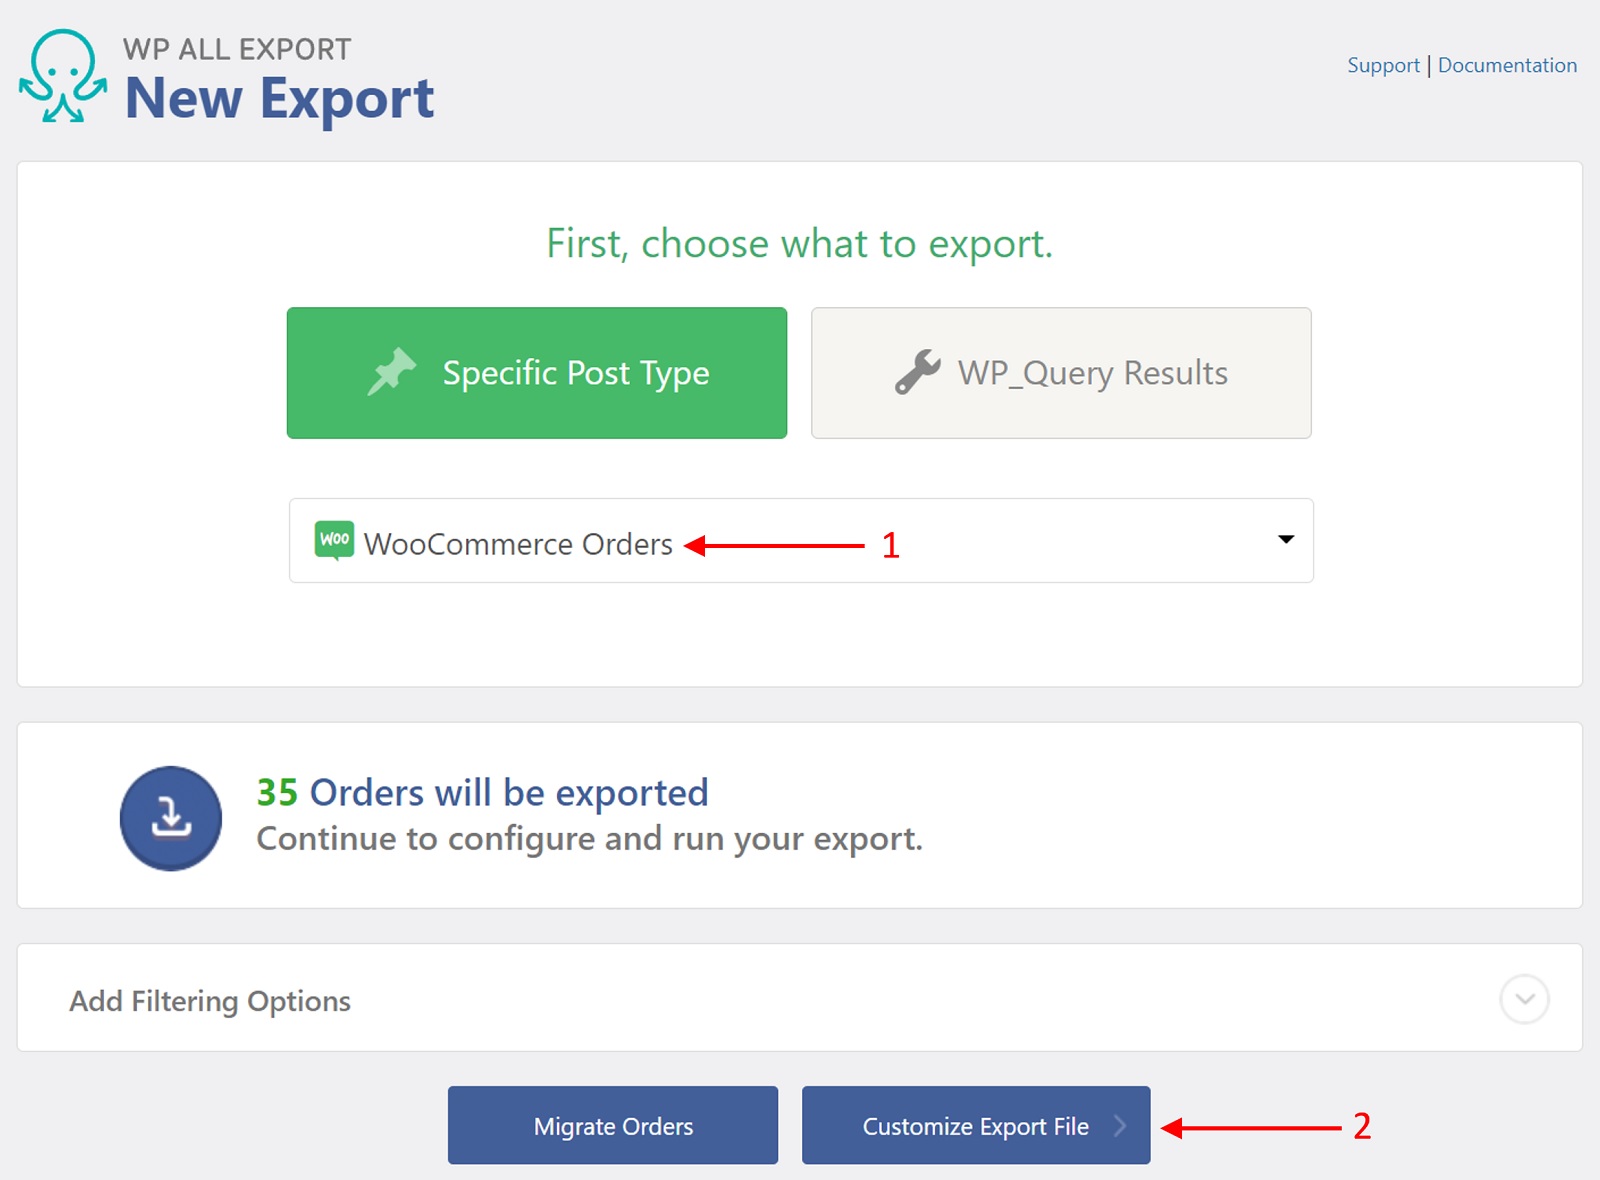 WP ALL EXPORT
New Export
Support | Documentation
First, choose what to export.
Specific Post Type
WP_Query Results
WOO WooCommerce Orders 1
35 Orders will be exported
Continue to configure and run your export.
Add Filtering Options
Migrate Orders
Customize Export File
2